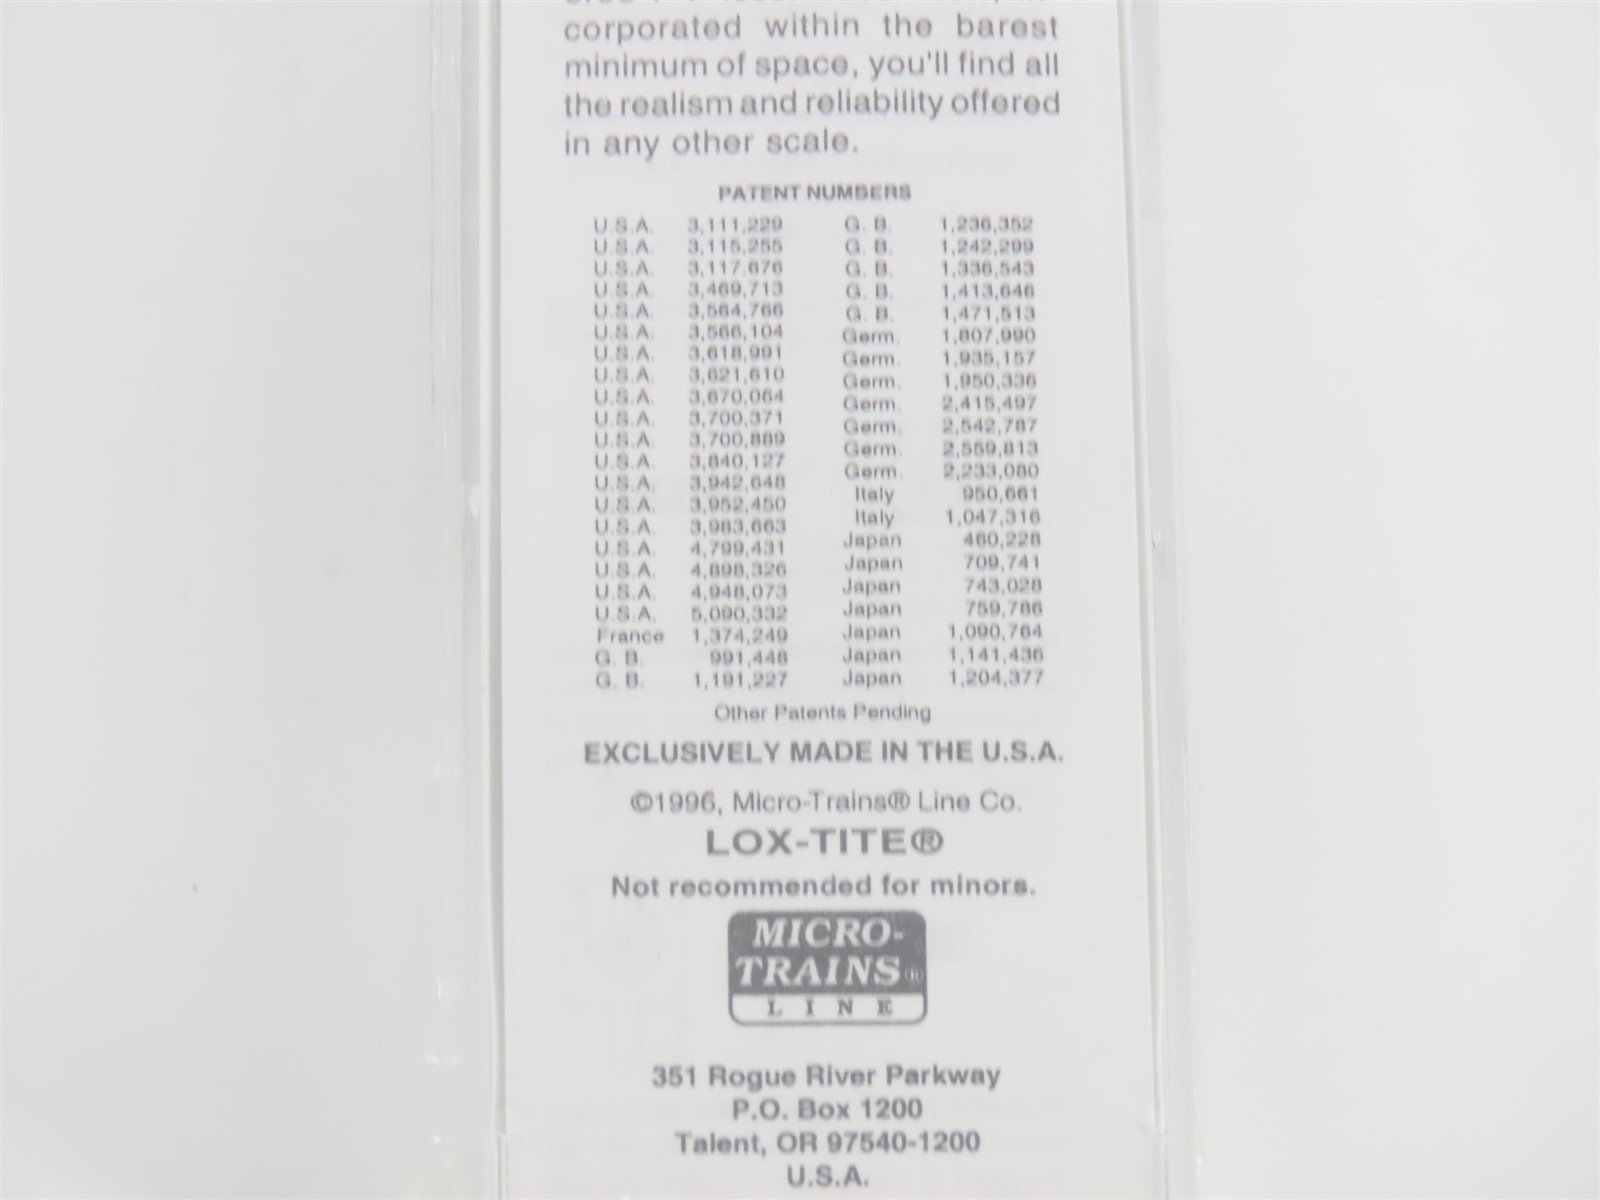 corporated within the barest
minimum of space, you'll find all
the realism and reliability offered
in any other scale.
PATENT NUMBERS
U.S.A. 3,111,229 G. B. 1,236,352
U.S.A. 3,115,255 G. B. 1,242,299
U.S.A. 3,117,676 G. B. 1,336,543
U.S.A. 3,469,713 G. B. 1,413,646
U.S.A. 3,564,766 G. B. 1,471,513
U.S.A. 3,566,104 Germ. 1,807,990
U.S.A. 3,618,991 Germ. 1,935,157
U.S.A. 3,621,610 Germ. 1,950,336
U.S.A. 3,670,064 Germ. 2,415,497
U.S.A. 3,700,371 Germ. 2,542,787
U.S.A. 3,700,889 Germ. 2,559,813
U.S.A. 3,840,127 Germ. 2,233,080
U.S.A. 3,942,648 Italy 950,661
U.S.A. 3,952,450 Italy 1,047,316
U.S.A. 3,983,663 Japan 460,228
U.S.A. 4,799,431 Japan 709,741
U.S.A. 4,898,326 Japan 743,028
U.S.A. 4,948,073 Japan 759,786
U.S.A. 5,090,332 Japan 1,090,764
France 1,374,249 Japan 1,141,436
G. B. 991,448 Japan 1,204,377
G. B. 1,191,227
Other Patents Pending
EXCLUSIVELY MADE IN THE U.S.A.
©1996, Micro-Trains® Line Co.
LOX-TITE®
Not recommended for minors.
MICRO-
TRAINS®
LINE
351 Rogue River Parkway
P.O. Box 1200
Talent, OR 97540-1200
U.S.A.